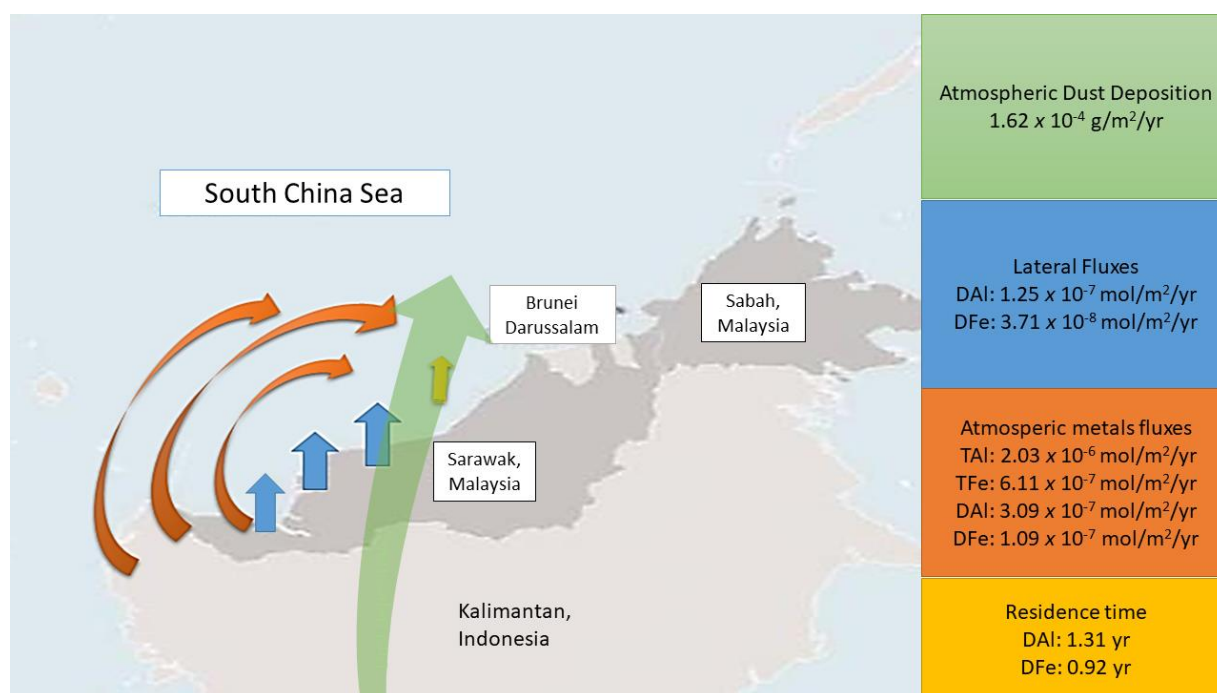 South China Sea
Brunei
Darussalam
Sabah,
Malaysia
Sarawak,
Malaysia
Kalimantan,
Indonesia
Atmospheric Dust Deposition
1.62 x 10⁻⁴ g/m²/yr
Lateral Fluxes
DAl: 1.25 x 10⁻⁷ mol/m²/yr
DFe: 3.71 x 10⁻⁸ mol/m²/yr
Atmosperic metals fluxes
TAl: 2.03 x 10⁻⁶ mol/m²/yr
TFe: 6.11 x 10⁻⁷ mol/m²/yr
DAl: 3.09 x 10⁻⁷ mol/m²/yr
DFe: 1.09 x 10⁻⁷ mol/m²/yr
Residence time
DAl: 1.31 yr
DFe: 0.92 yr